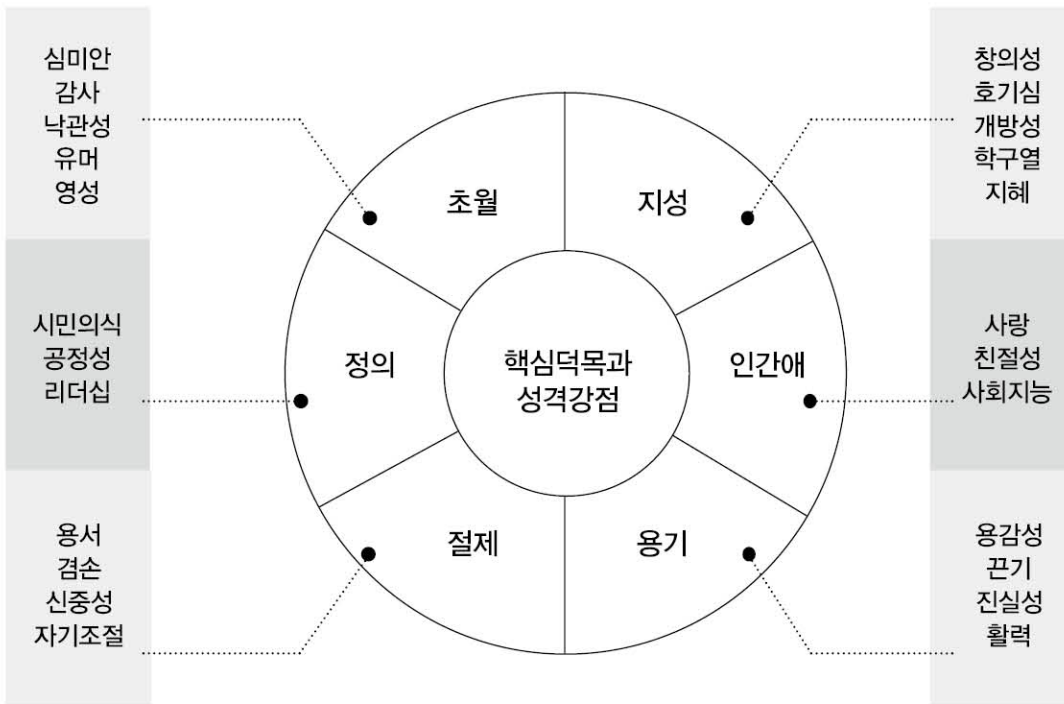 심미안
감사
낙관성
유머
영성
창의성
호기심
개방성
학구열
지혜
초월
지성
시민의식
공정성
리더십
정의
핵심덕목과
성격강점
인간애
사랑
친절성
사회지능
용서
겸손
신중성
자기조절
절제
용기
용감성
끈기
진실성
활력